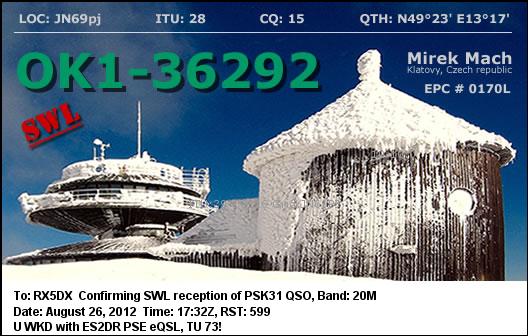 LOC: JN69pj ITU: 28 CQ: 15 QTH: N49°23' E13°17'
OK1-36292
Mirek Mach
Klatovy, Czech republic
EPC # 0170L
SWL
To: RX5DX Confirming SWL reception of PSK31 QSO, Band: 20M
Date: August 26, 2012 Time: 17:32Z, RST: 599
U WKD with ES2DR PSE eQSL, TU 73!